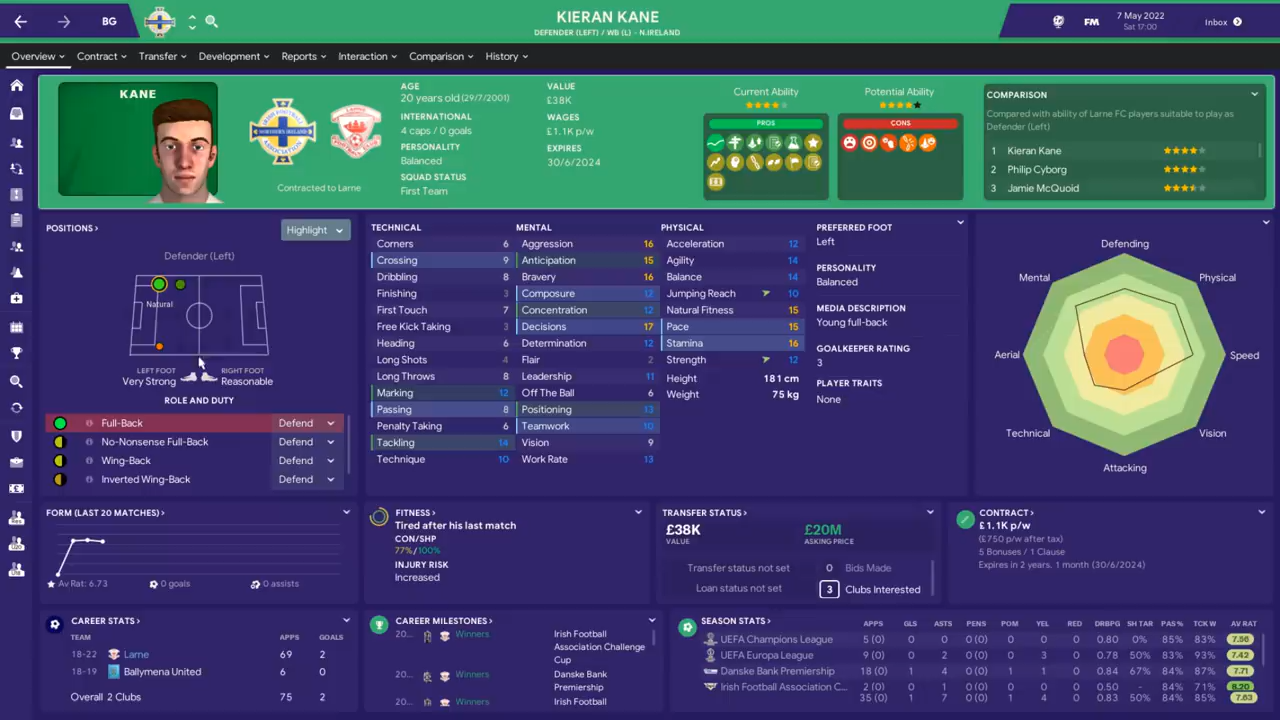 BG
KIERAN KANE
DEFENDER (LEFT) / WB (L) - N.IRELAND
FM
7 May 2022
Sat 17:00
Inbox
Overview
Contract
Transfer
Development
Reports
Interaction
Comparison
History
KANE
Contracted to Larne
AGE
20 years old (29/7/2001)
INTERNATIONAL
4 caps / 0 goals
PERSONALITY
Balanced
SQUAD STATUS
First Team
VALUE
£38K
WAGES
£1.1K p/w
EXPIRES
30/6/2024
Current Ability
PROS
Potential Ability
CONS
COMPARISON
Compared with ability of Larne FC players suitable to play as
Defender (Left)
1 Kieran Kane
2 Philip Cyborg
3 Jamie McQuoid
POSITIONS>
Highlight
Defender (Left)
Natural
LEFT FOOT
Very Strong
RIGHT FOOT
Reasonable
ROLE AND DUTY
Full-Back Defend
No-Nonsense Full-Back Defend
Wing-Back Defend
Inverted Wing-Back Defend
TECHNICAL
Corners 6
Crossing 9
Dribbling 8
Finishing 3
First Touch 7
Free Kick Taking 3
Heading 6
Long Shots 4
Long Throws 8
Marking 12
Passing 8
Penalty Taking 6
Tackling 14
Technique 10
MENTAL
Aggression 16
Anticipation 15
Bravery 16
Composure 12
Concentration 12
Decisions 17
Determination 12
Flair 2
Leadership 11
Off The Ball 6
Positioning 13
Teamwork 10
Vision 9
Work Rate 13
PHYSICAL
Acceleration 12
Agility 14
Balance 14
Jumping Reach 10
Natural Fitness 15
Pace 15
Stamina 16
Strength 12
Height 181 cm
Weight 75 kg
PREFERRED FOOT
Left
PERSONALITY
Balanced
MEDIA DESCRIPTION
Young full-back
GOALKEEPER RATING
3
PLAYER TRAITS
None
Defending
Mental
Physical
Aerial
Speed
Technical
Vision
Attacking
FORM (LAST 20 MATCHES)>
Av Rat: 6.73
0 goals
0 assists
FITNESS>
Tired after his last match
CON/SHP
77%/100%
INJURY RISK
Increased
TRANSFER STATUS>
£38K
VALUE
£20M
ASKING PRICE
Transfer status not set 0 Bids Made
Loan status not set 3 Clubs Interested
CONTRACT>
£1.1K p/w
(£750 p/w after tax)
5 Bonuses / 1 Clause
Expires in 2 years, 1 month (30/6/2024)
CAREER STATS>
TEAM APPS GOALS
18-22 Larne 69 2
18-19 Ballymena United 6 0
Overall 2 Clubs 75 2
CAREER MILESTONES>
20... Winners Irish Football
Association Challenge
Cup
20... Winners Danske Bank
Premiership
20... Winners Irish Football
SEASON STATS> APPS GLS ASTS PENS POM YEL RED DRBPG SH TAR PAS % TCK W AV RAT
UEFA Champions League 5 (0) 0 0 0 (0) 0 0 0 0.80 0% 85% 83% 7.56
UEFA Europa League 9 (0) 0 2 0 (0) 0 3 0 0.78 50% 83% 93% 7.42
Danske Bank Premiership 18 (0) 1 4 0 (0) 1 1 0 0.84 67% 84% 87% 7.71
Irish Football Association C... 2 (0) 0 1 0 (0) 0 0 0 0.50 - 84% 71% 8.20
35 (0) 1 7 0 (0) 1 4 0 0.83 50% 84% 85% 7.63